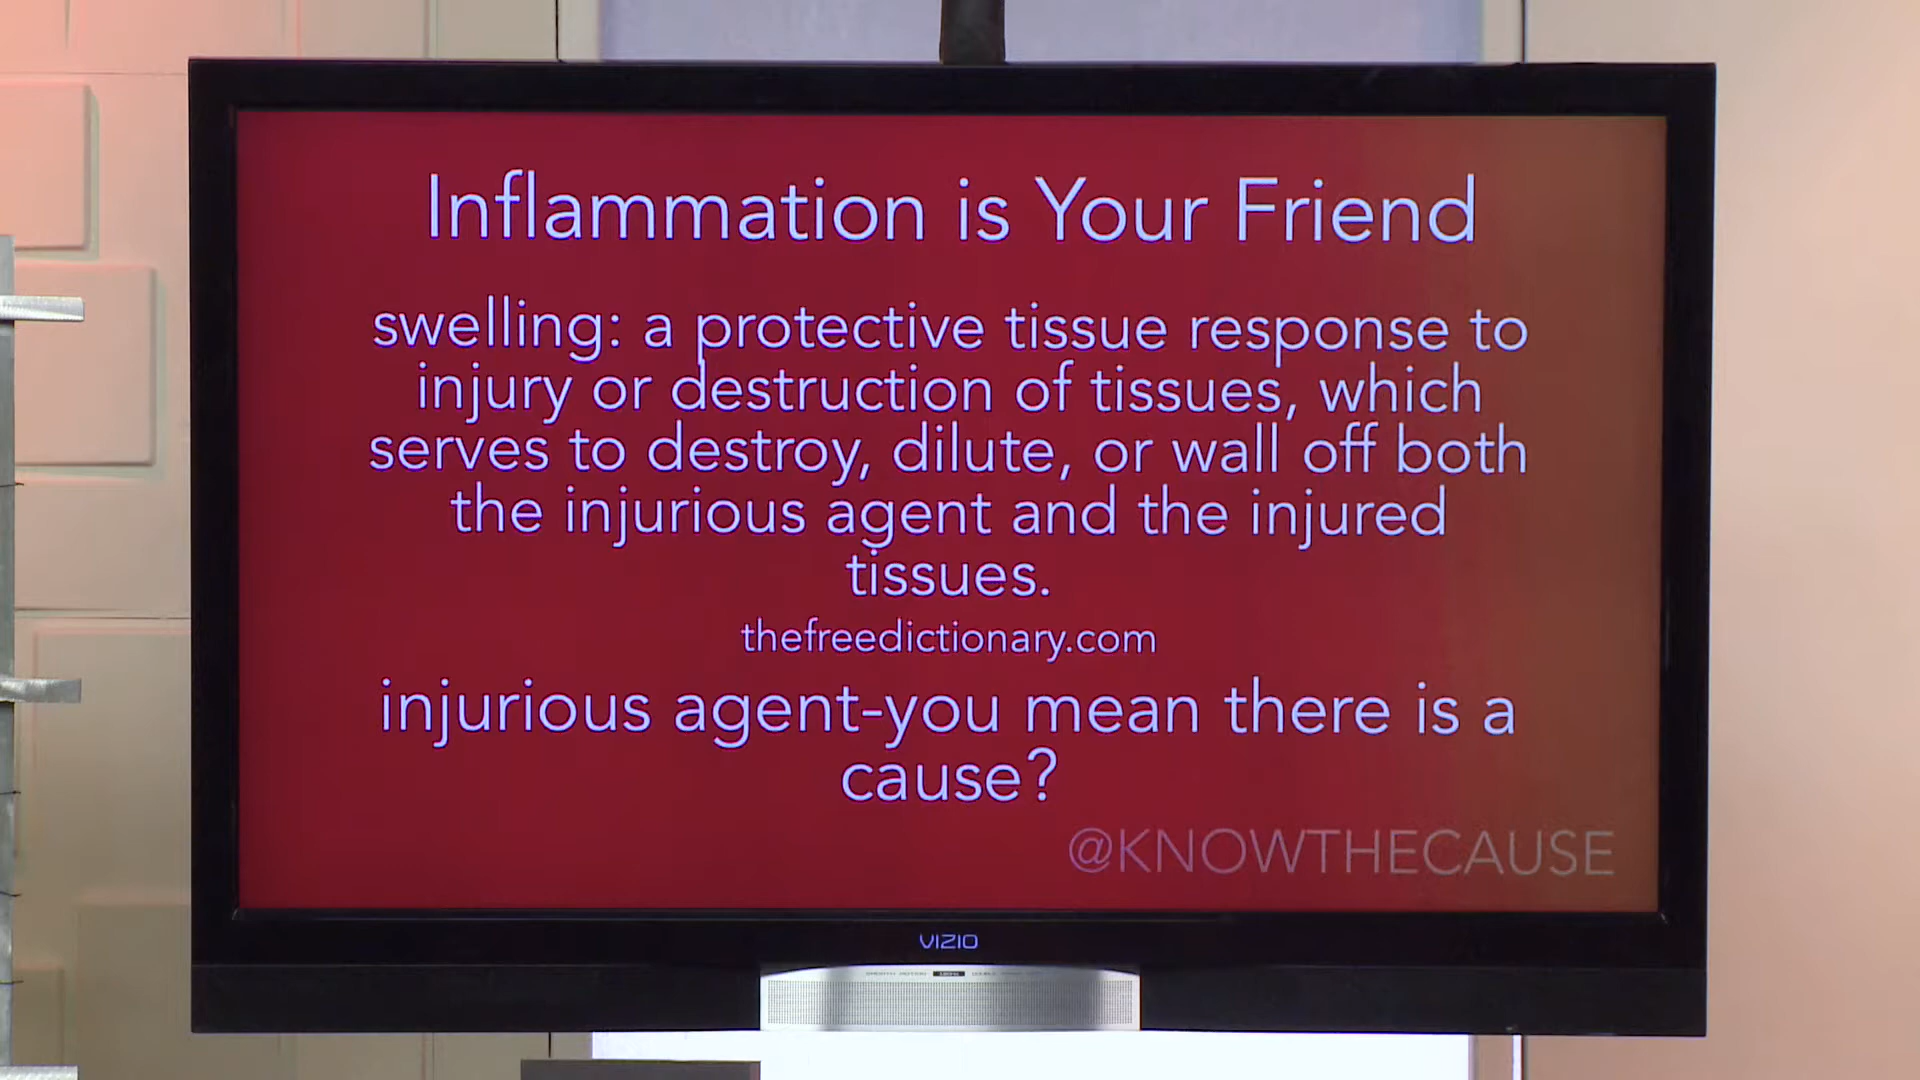 Inflammation is Your Friend
swelling: a protective tissue response to
injury or destruction of tissues, which
serves to destroy, dilute, or wall off both
the injurious agent and the injured
tissues.
thefreedictionary.com
injurious agent-you mean there is a
cause?
@KNOWTHECAUSE
VIZIO